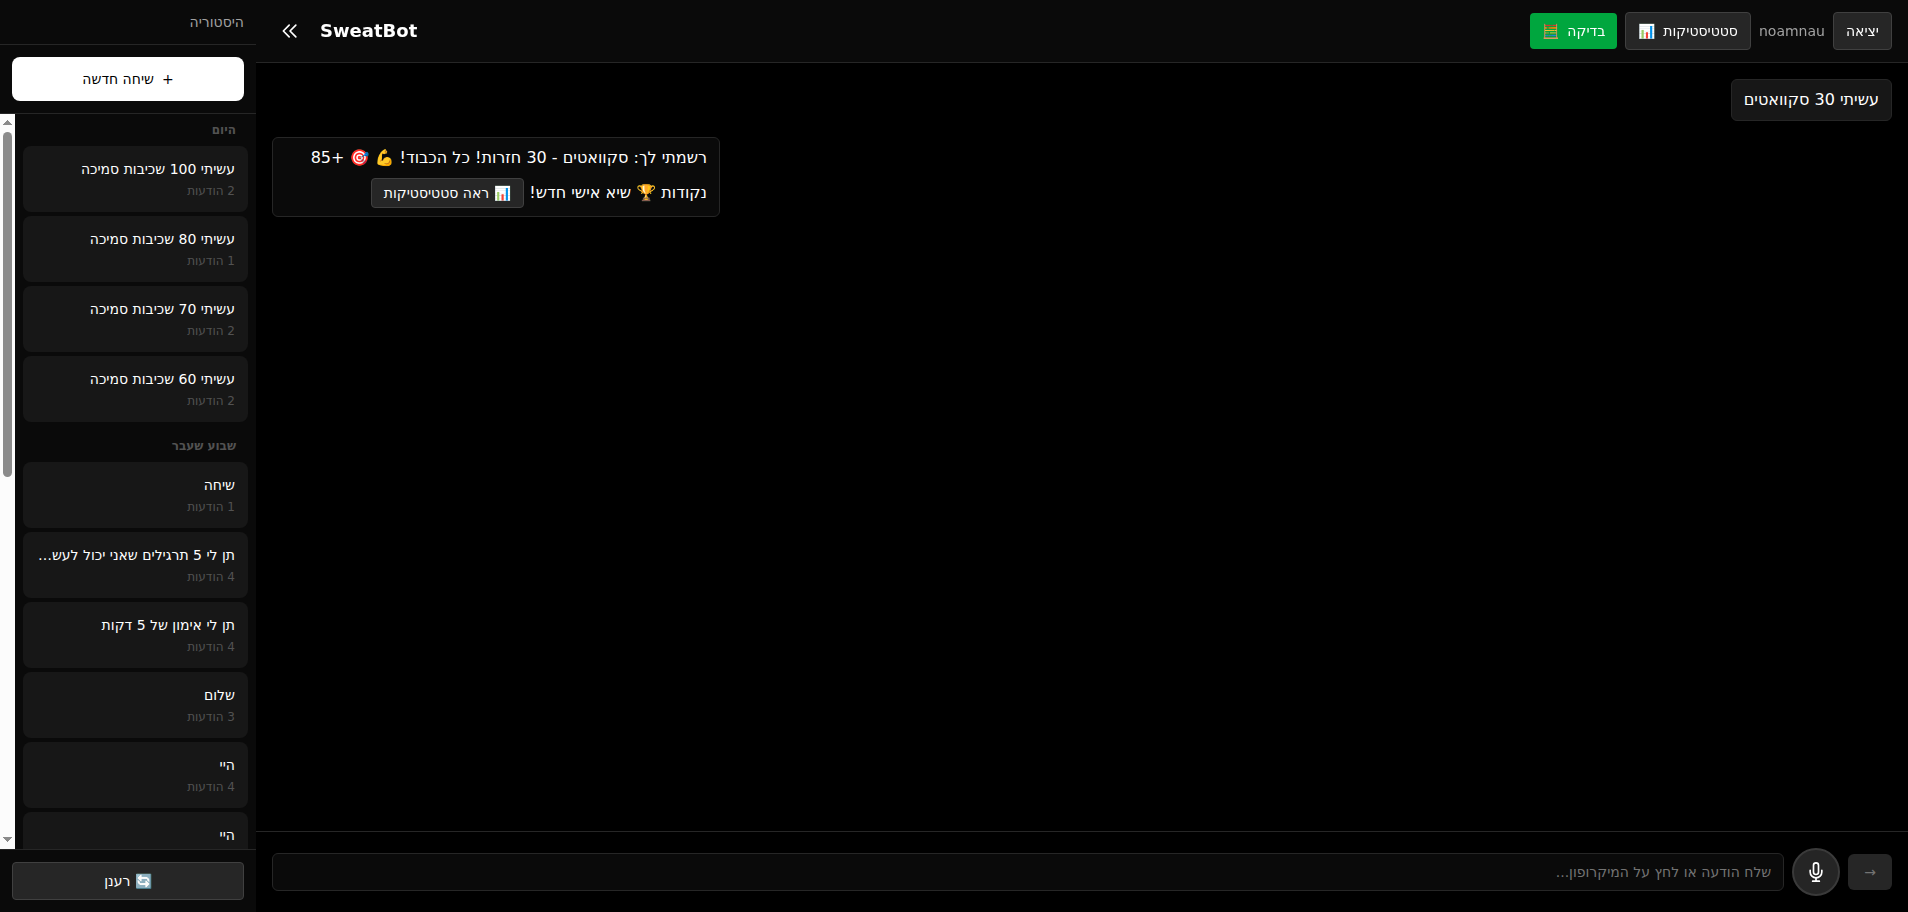 יציאה
noamnau
סטטיסטיקות 📊
בדיקה 🧮
SweatBot
היסטוריה
+ שיחה חדשה
היום
עשיתי 100 שכיבות סמיכה
2 הודעות
עשיתי 80 שכיבות סמיכה
1 הודעות
עשיתי 70 שכיבות סמיכה
2 הודעות
עשיתי 60 שכיבות סמיכה
2 הודעות
שבוע שעבר
שיחה
1 הודעות
תן לי 5 תרגילים שאני יכול לעש...
4 הודעות
תן לי אימון של 5 דקות
4 הודעות
שלום
3 הודעות
היי
4 הודעות
היי
🔄 רענן
עשיתי 30 סקוואטים
רשמתי לך: סקוואטים - 30 חזרות! כל הכבוד! 💪 🎯 +85
נקודות 🏆 שיא אישי חדש! 📊 ראה סטטיסטיקות
שלח הודעה או לחץ על המיקרופון...
→